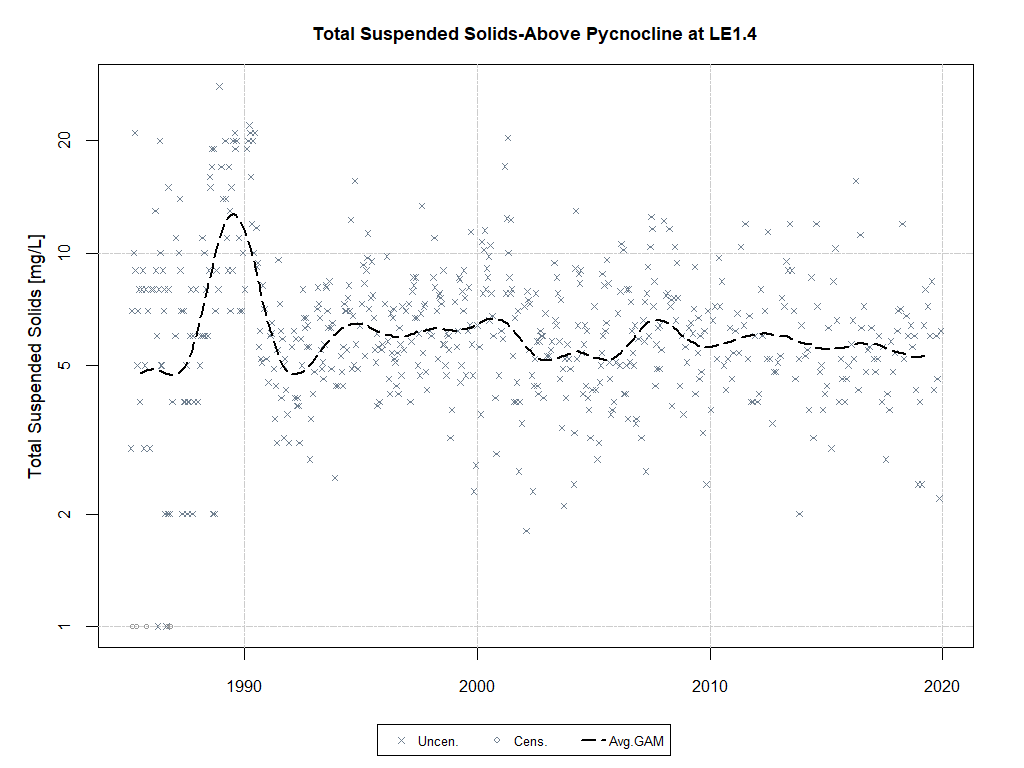 Total Suspended Solids-Above Pycnocline at LE1.4
Total Suspended Solids [mg/L]
20
10
5
2
1
1990 2000 2010 2020
Uncen. Cens. Avg.GAM